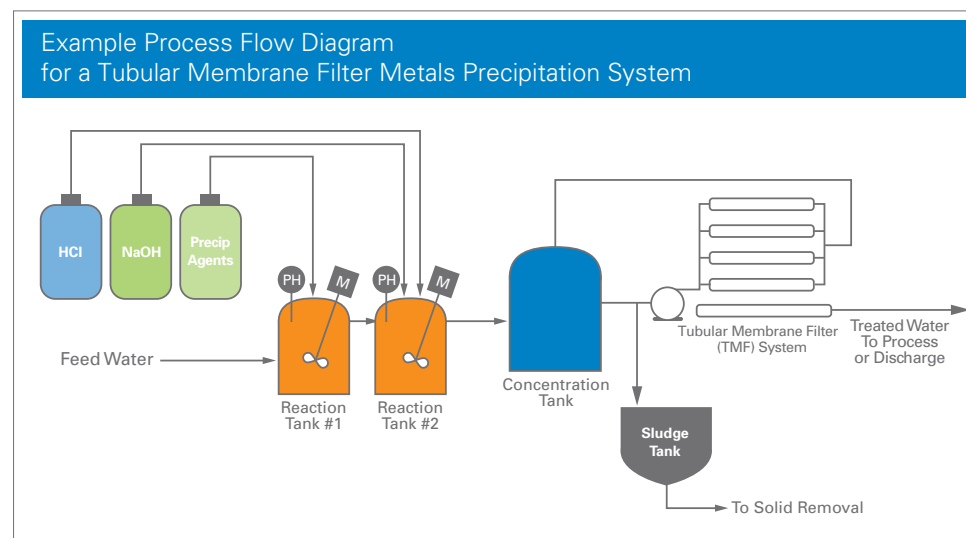 Example Process Flow Diagram
for a Tubular Membrane Filter Metals Precipitation System
HCl
NaOH
Precip
Agents
PH
M
PH
M
Feed Water
Reaction
Tank #1
Reaction
Tank #2
Concentration
Tank
Tubular Membrane Filter
(TMF) System
Treated Water
To Process
or Discharge
Sludge
Tank
To Solid Removal